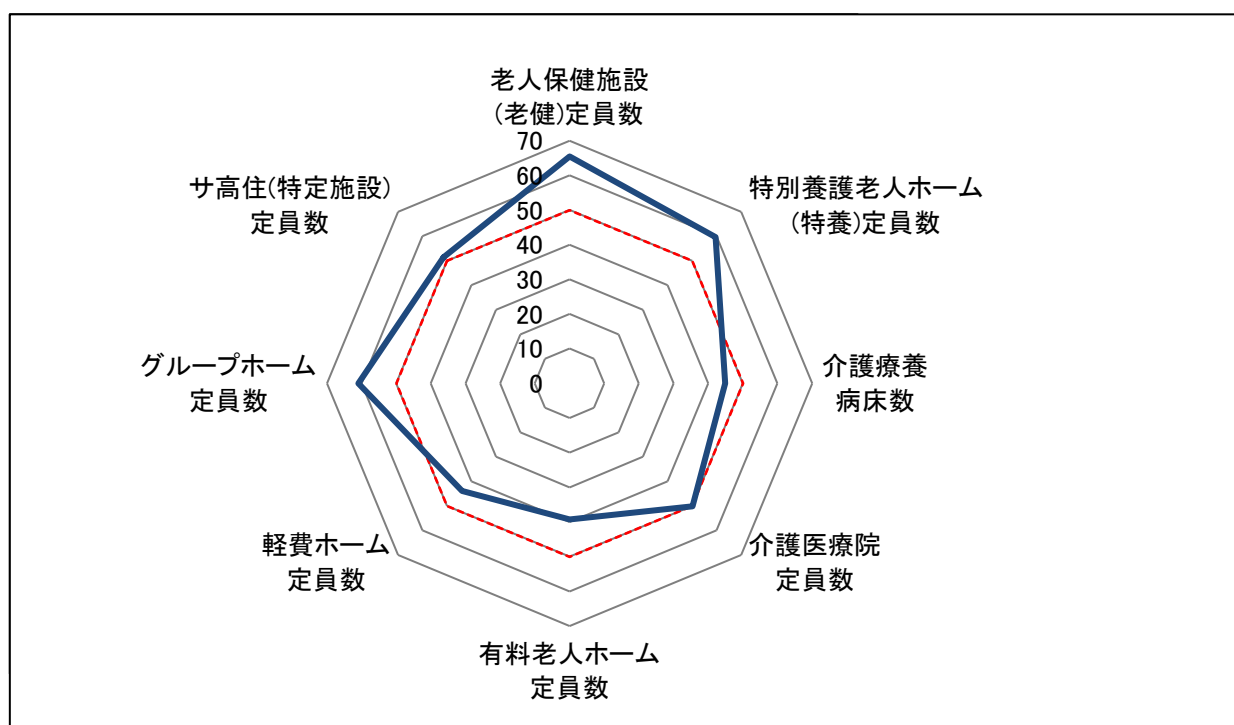 老人保健施設
(老健)定員数
特別養護老人ホーム
(特養)定員数
介護療養
病床数
介護医療院
定員数
有料老人ホーム
定員数
軽費ホーム
定員数
グループホーム
定員数
サ高住(特定施設)
定員数
70
60
50
40
30
20
10
0